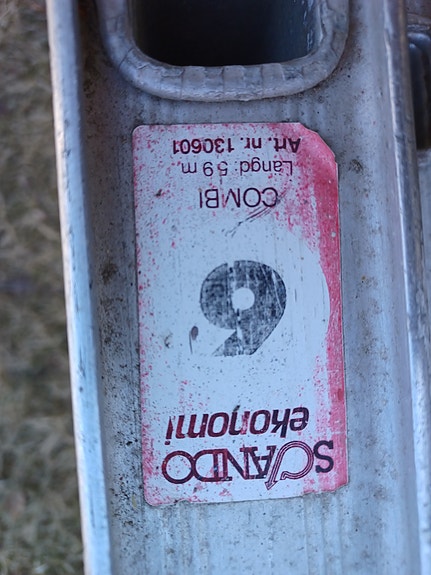 SCANDO
ekonomi
6
COMBI
Längd: 5,9 m.
Art. nr. 130601